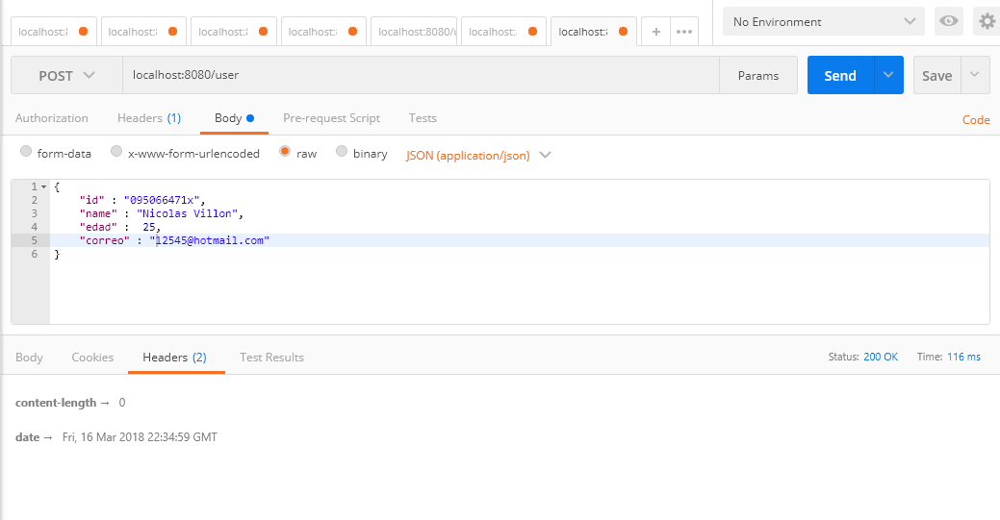 localhost:8 localhost:8 localhost:8 localhost: localhost:8080/u localhost: localhost:8 + ••• No Environment
POST localhost:8080/user Params Send Save
Authorization Headers (1) Body Pre-request Script Tests Code
form-data x-www-form-urlencoded raw binary JSON (application/json)
1 {
2 "id" : "095066471x",
3 "name" : "Nicolas Villon",
4 "edad" : 25,
5 "correo" : "12545@hotmail.com"
6 }
Body Cookies Headers (2) Test Results Status: 200 OK Time: 116 ms
content-length → 0
date → Fri, 16 Mar 2018 22:34:59 GMT